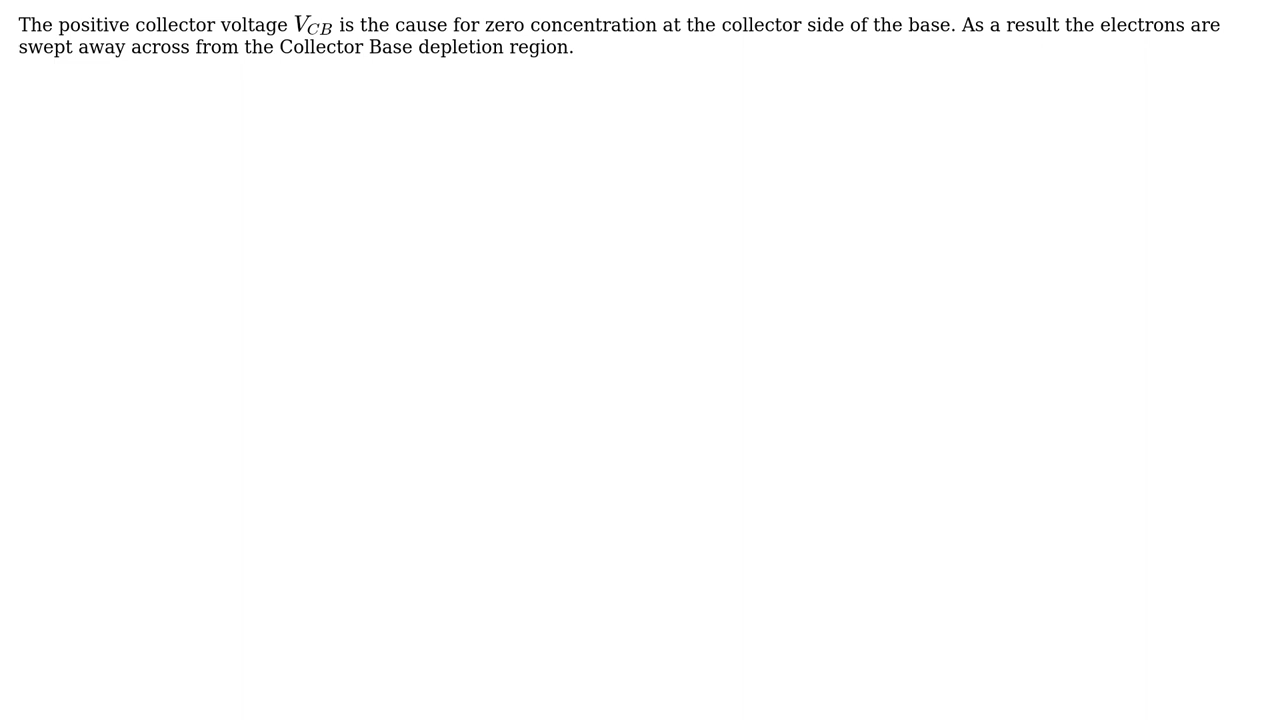 The positive collector voltage $V_{CB}$ is the cause for zero concentration at the collector side of the base. As a result the electrons are
swept away across from the Collector Base depletion region.